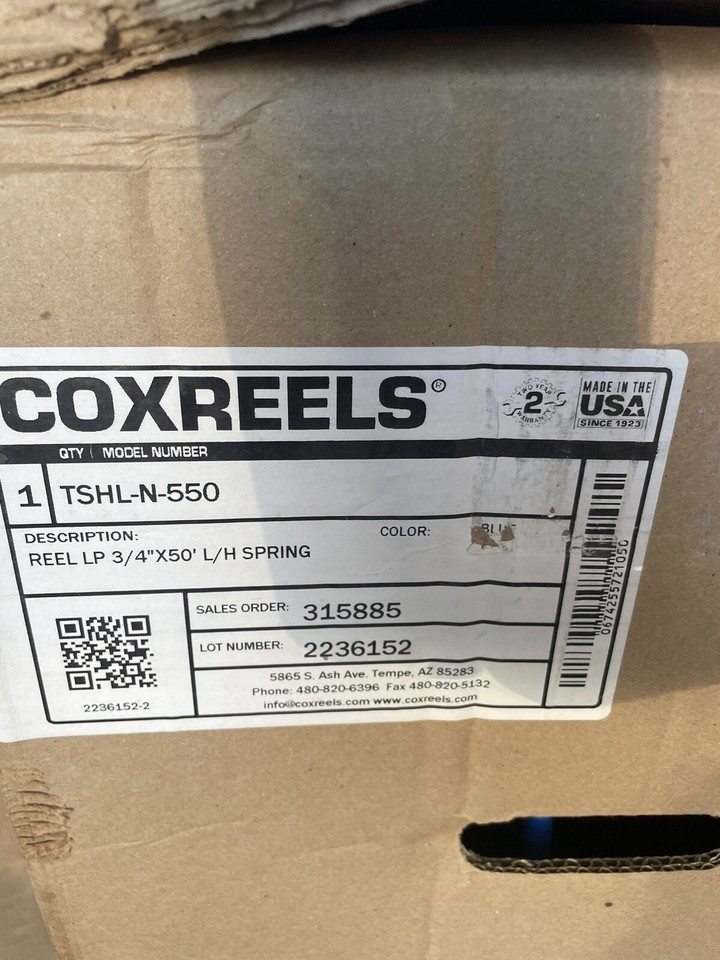 COXREELS®
TWO YEAR
2
WARRANTY
MADE IN THE
USA
SINCE 1923
QTY | MODEL NUMBER
1 TSHL-N-550
DESCRIPTION:
COLOR:
REEL LP 3/4"X50' L/H SPRING
SALES ORDER: 315885
LOT NUMBER: 2236152
5865 S. Ash Ave. Tempe, AZ 85283
Phone: 480-820-6396 Fax 480-820-5132
info@coxreels.com www.coxreels.com
2236152-2
0674255721050